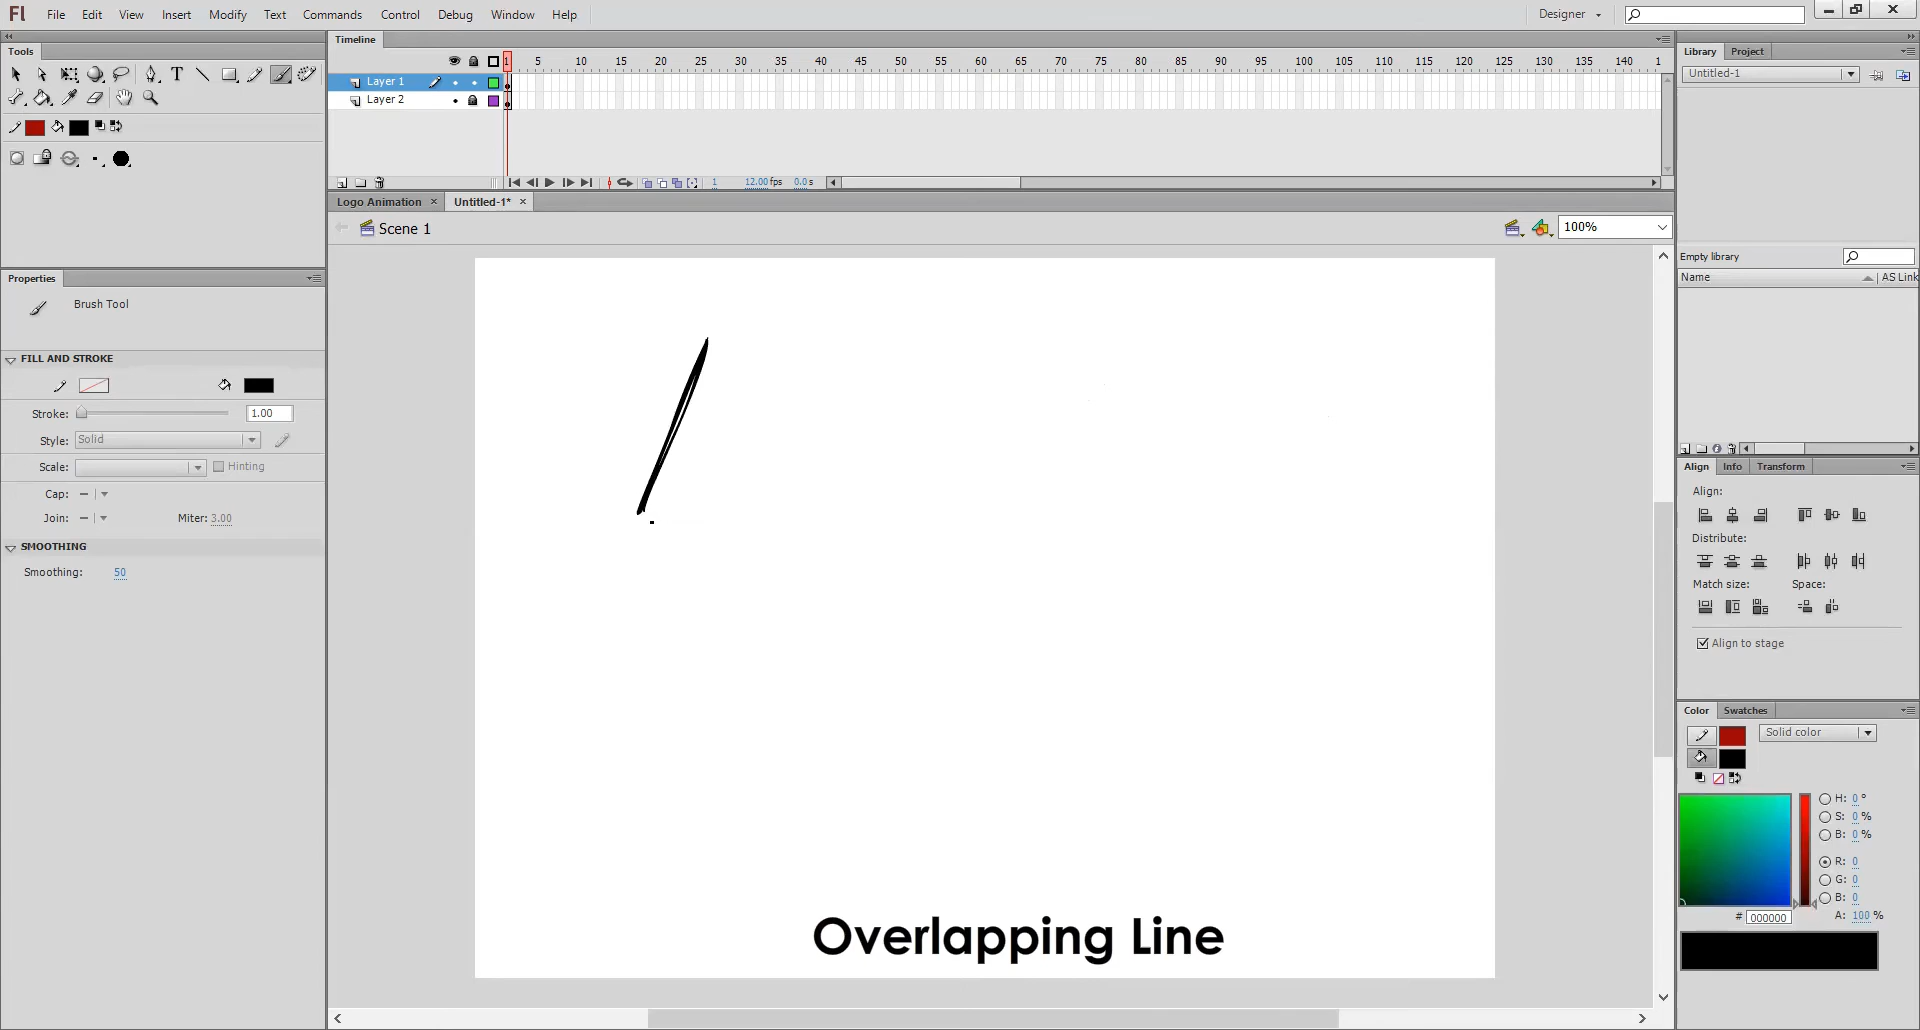 Fl File Edit View Insert Modify Text Commands Control Debug Window Help Designer
Tools
Timeline
1 5 10 15 20 25 30 35 40 45 50 55 60 65 70 75 80 85 90 95 100 105 110 115 120 125 130 135 140 1
Layer 1
Layer 2
1 12.00 fps 0.0 s
Logo Animation Untitled-1*
Scene 1
100%
Properties
Brush Tool
FILL AND STROKE
Stroke: 1.00
Style: Solid
Scale: Hinting
Cap:
Join: Miter: 3.00
SMOOTHING
Smoothing: 50
Overlapping Line
Library Project
Untitled-1
Empty library
Name AS Link
Align Info Transform
Align:
Distribute:
Match size: Space:
Align to stage
Color Swatches
Solid color
H: 0 °
S: 0 %
B: 0 %
R: 0
G: 0
B: 0
# 000000 A: 100 %